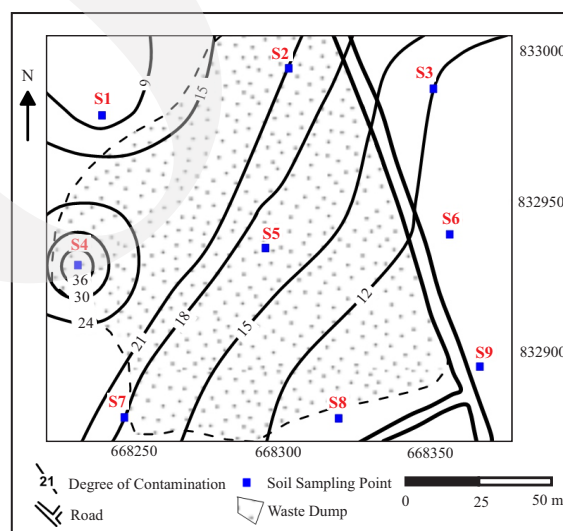 833000
N
S2
S3
S1
9
15
832950
S6
S5
S4
36
30
24
12
18
15
21
832900
S9
S7
S8
668250 668300 668350
21 Degree of Contamination Soil Sampling Point
0 25 50 m
Road Waste Dump